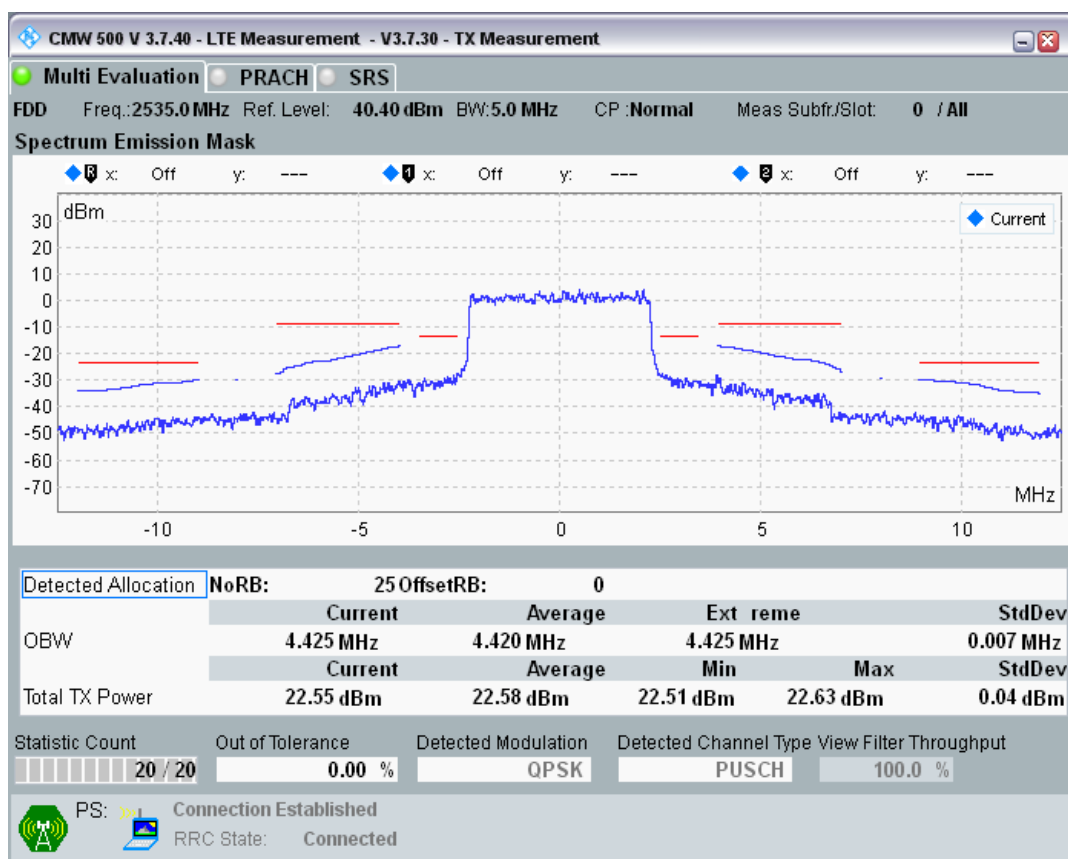 CMW 500 V 3.7.40 - LTE Measurement - V3.7.30 - TX Measurement
Multi Evaluation PRACH SRS
FDD Freq.:2535.0 MHz Ref. Level: 40.40 dBm BW:5.0 MHz CP :Normal Meas Subfr./Slot: 0 / All
Spectrum Emission Mask
R x: Off y: --- 1 x: Off y: --- 2 x: Off y: ---
dBm
Current
30
20
10
0
-10
-20
-30
-40
-50
-60
-70
MHz
-10 -5 0 5 10
Detected Allocation NoRB: 25 OffsetRB: 0
Current Average Ext reme StdDev
OBW 4.425 MHz 4.420 MHz 4.425 MHz 0.007 MHz
Current Average Min Max StdDev
Total TX Power 22.55 dBm 22.58 dBm 22.51 dBm 22.63 dBm 0.04 dBm
Statistic Count Out of Tolerance Detected Modulation Detected Channel Type View Filter Throughput
20 / 20 0.00 % QPSK PUSCH 100.0 %
PS: Connection Established
RRC State: Connected